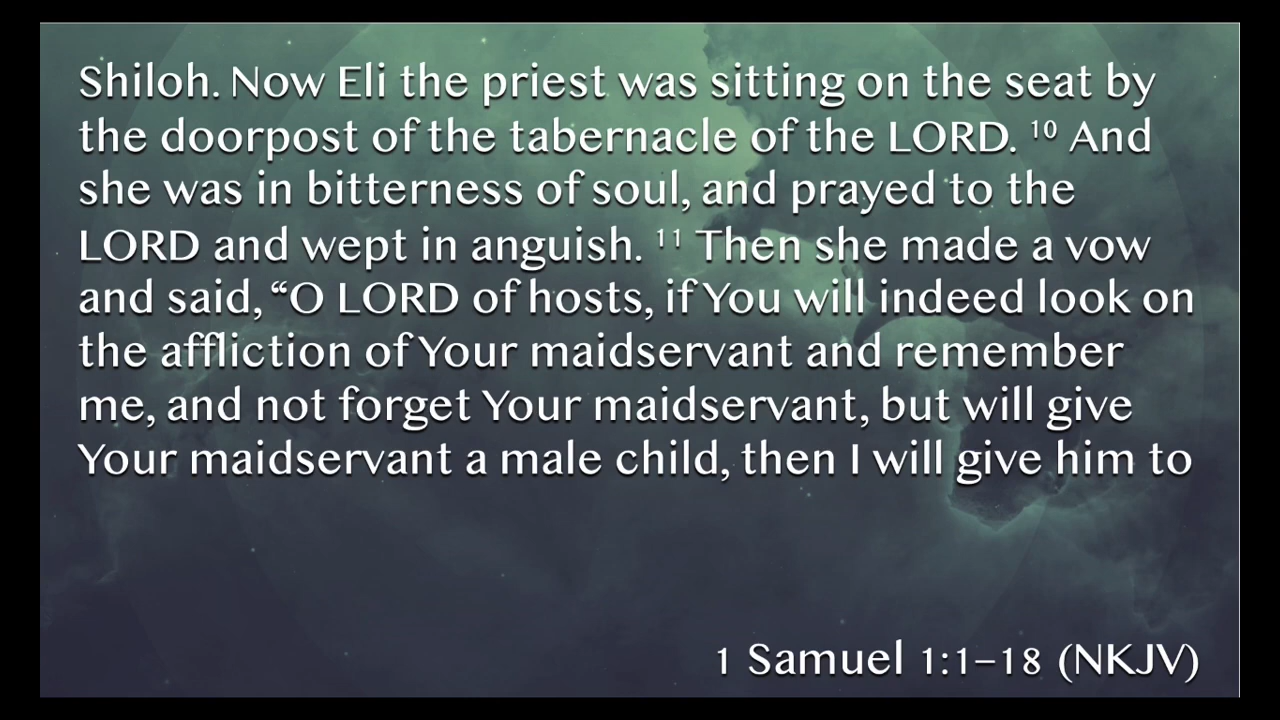 Shiloh. Now Eli the priest was sitting on the seat by
the doorpost of the tabernacle of the LORD. ¹⁰ And
she was in bitterness of soul, and prayed to the
LORD and wept in anguish. ¹¹ Then she made a vow
and said, “O LORD of hosts, if You will indeed look on
the affliction of Your maidservant and remember
me, and not forget Your maidservant, but will give
Your maidservant a male child, then I will give him to
1 Samuel 1:1–18 (NKJV)